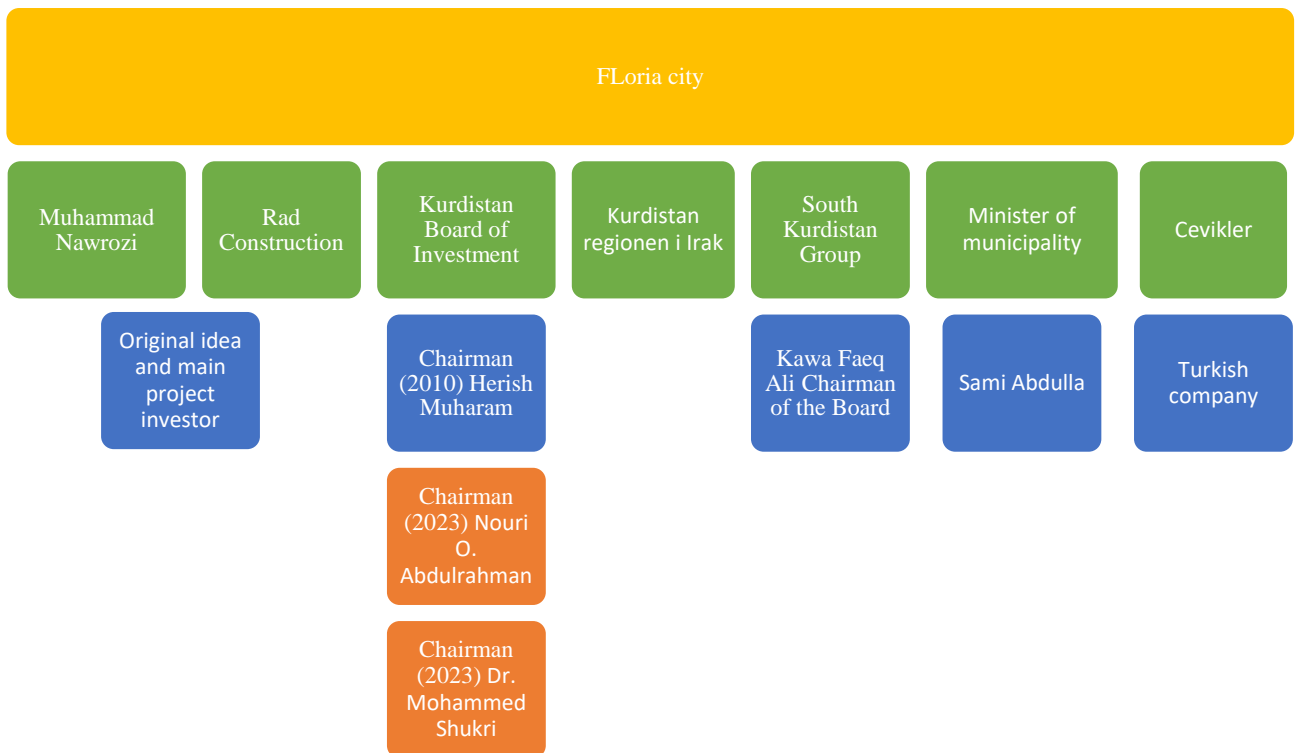 FLoria city
Muhammad
Nawrozi
Rad
Construction
Kurdistan
Board of
Investment
Kurdistan
regionen i Irak
South
Kurdistan
Group
Minister of
municipality
Cevikler
Original idea
and main
project
investor
Chairman
(2010) Herish
Muharam
Kawa Faeq
Ali Chairman
of the Board
Sami Abdulla
Turkish
company
Chairman
(2023) Nouri
O.
Abdulrahman
Chairman
(2023) Dr.
Mohammed
Shukri